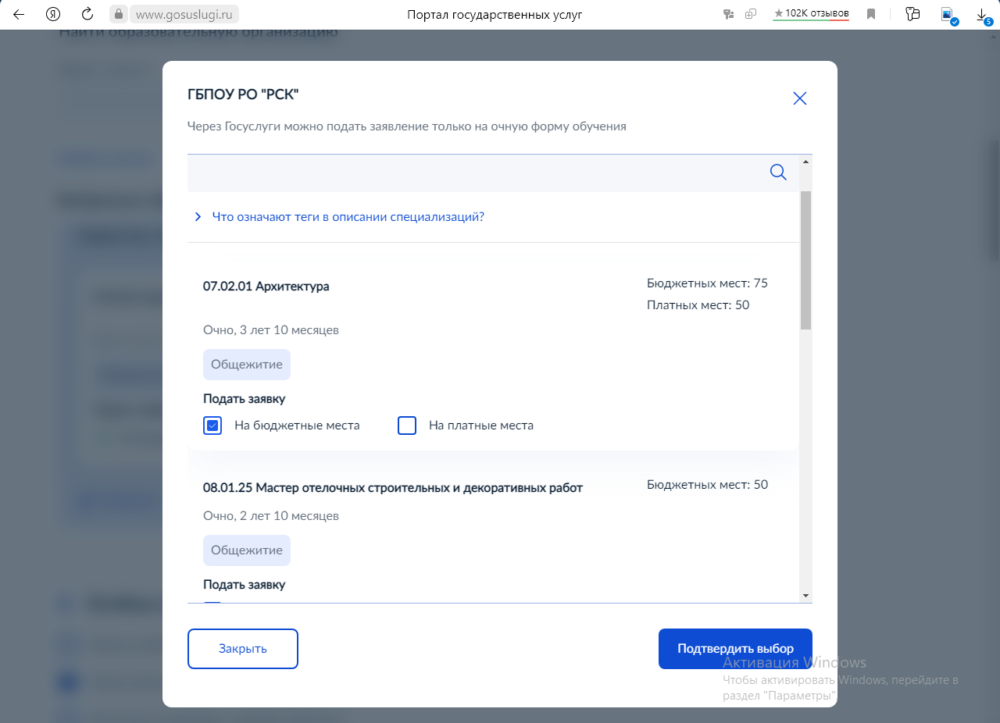 Я
www.gosuslugi.ru
Портал государственных услуг
★ 102K отзывов
5
Найти образовательную организацию
ГБПОУ РО "РСК"
Через Госуслуги можно подать заявление только на очную форму обучения
Что означают теги в описании специализаций?
07.02.01 Архитектура
Бюджетных мест: 75
Платных мест: 50
Очно, 3 лет 10 месяцев
Общежитие
Подать заявку
На бюджетные места
На платные места
08.01.25 Мастер отелочных строительных и декоративных работ
Бюджетных мест: 50
Очно, 2 лет 10 месяцев
Общежитие
Подать заявку
Закрыть
Подтвердить выбор
Активация Windows
Чтобы активировать Windows, перейдите в
раздел "Параметры".